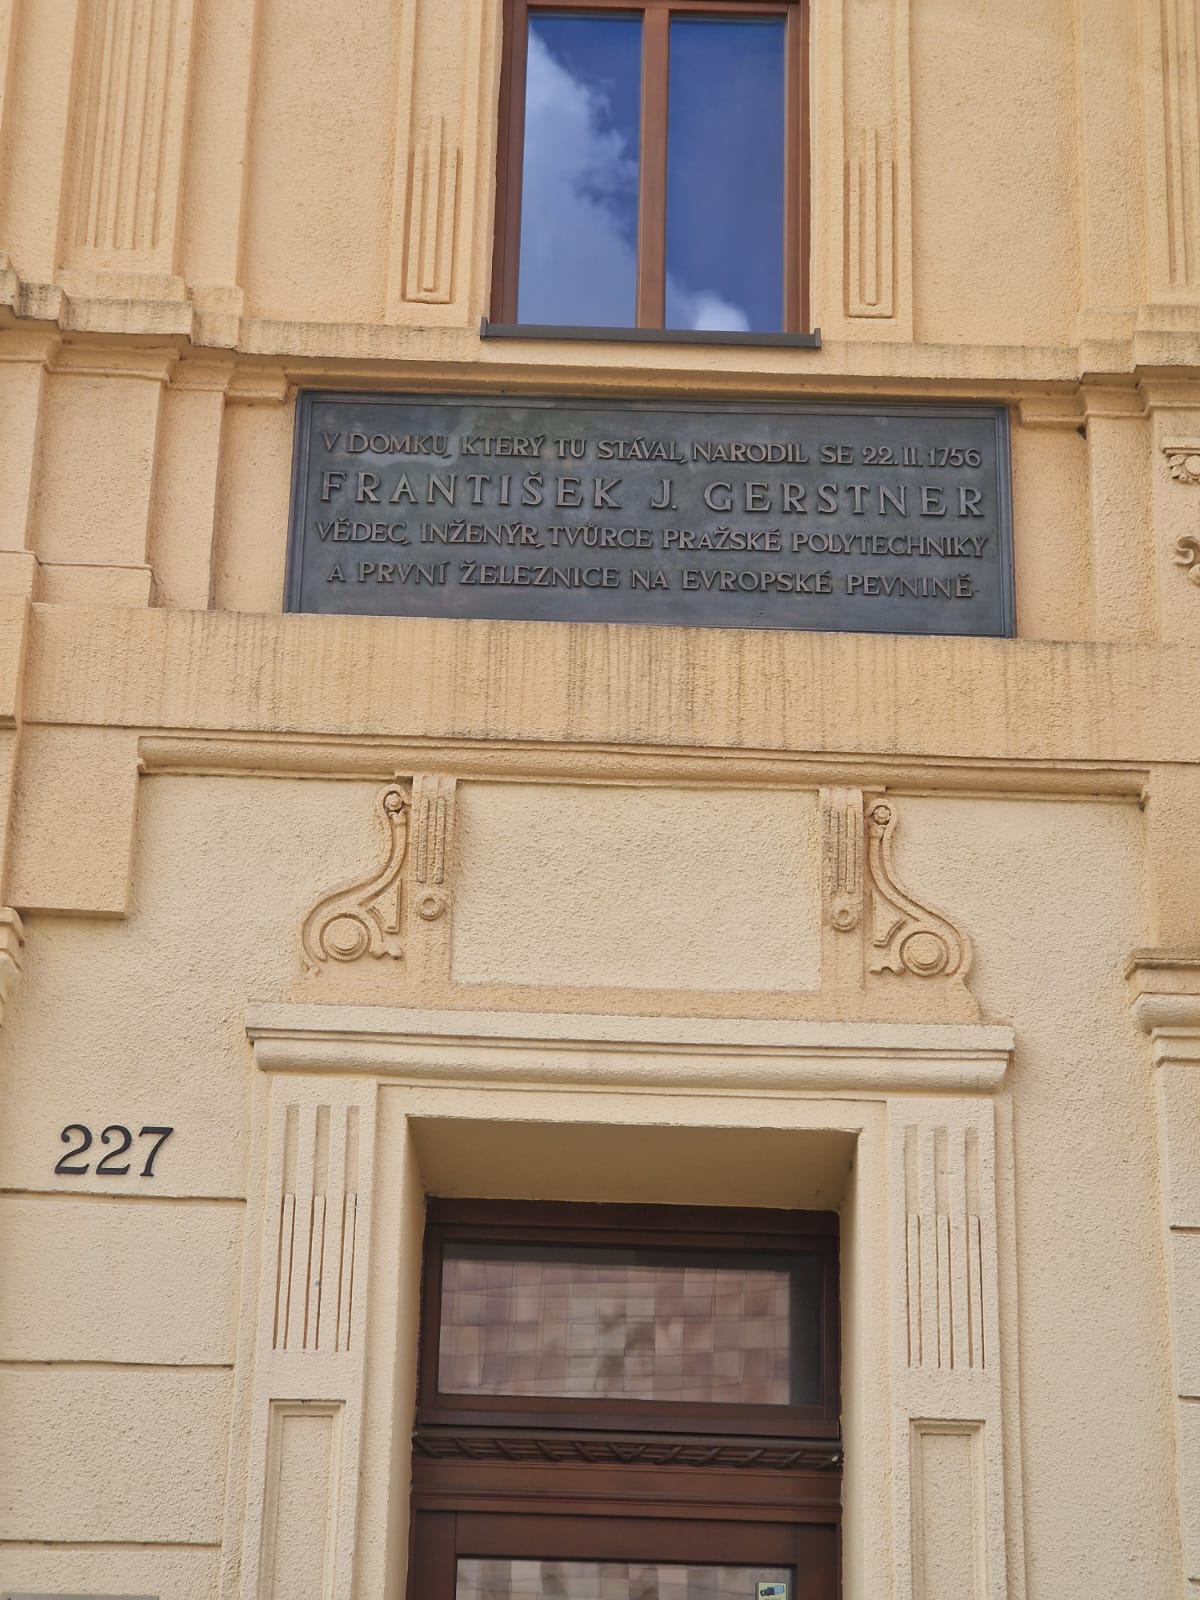 V DOMKU, KTERÝ TU STÁVAL, NARODIL SE 22. II. 1756
FRANTIŠEK J. GERSTNER
VĚDEC, INŽENÝR, TVŮRCE PRAŽSKÉ POLYTECHNIKY
A PRVNÍ ŽELEZNICE NA EVROPSKÉ PEVNINĚ.
227